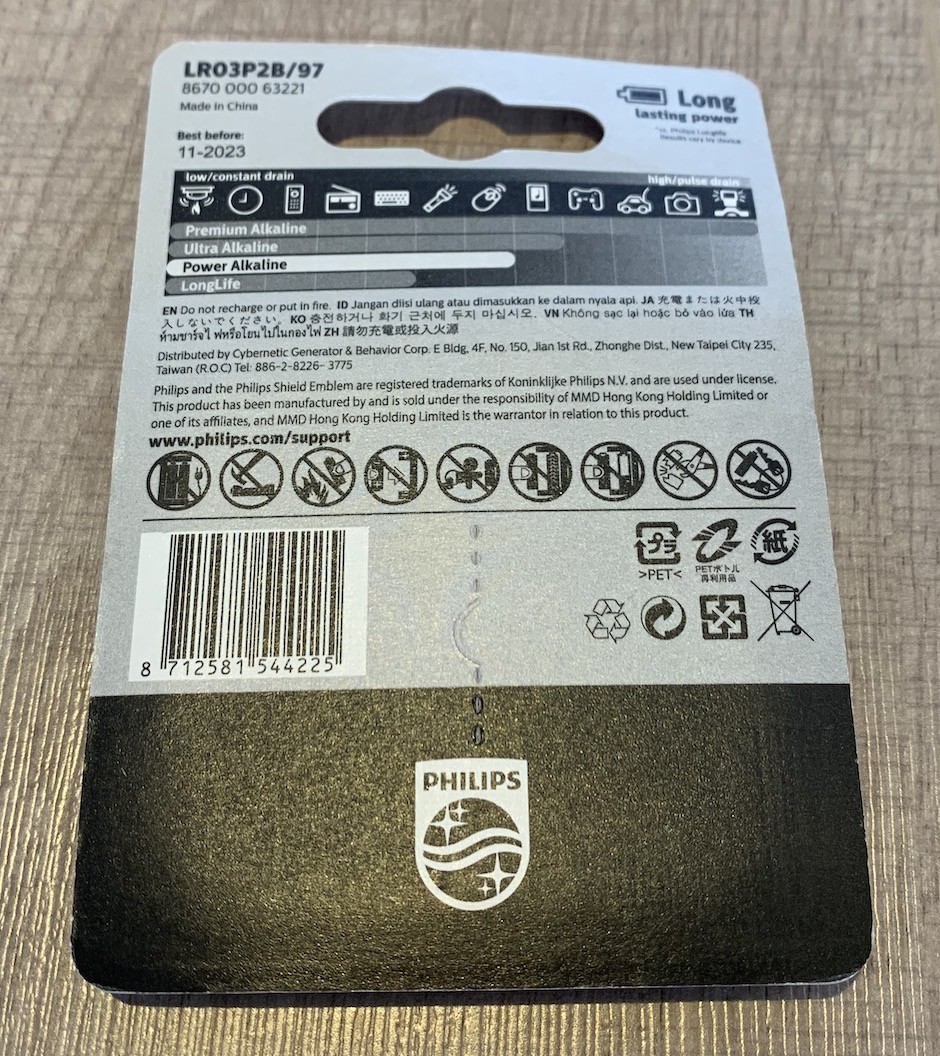 LR03P2B/97
8670 000 63221
Made in China
Long
lasting power
*vs. Philips Longlife
Results vary by device.
Best before:
11-2023
low/constant drain
high/pulse drain
Premium Alkaline
Ultra Alkaline
Power Alkaline
LongLife
EN Do not recharge or put in fire. ID Jangan diisi ulang atau dimasukkan ke dalam nyala api. JA 充電または火中投
入しないでください。 KO 충전하거나 화기 근처에 두지 마십시오. VN Không sạc lại hoặc bỏ vào lửa TH
ห้ามชาร์จไฟหรือโยนไปในกองไฟ ZH 請勿充電或投入火源
Distributed by Cybernetic Generator & Behavior Corp. E Bldg, 4F, No. 150, Jian 1st Rd., Zhonghe Dist., New Taipei City 235,
Taiwan (R.O.C) Tel: 886-2-8226- 3775
Philips and the Philips Shield Emblem are registered trademarks of Koninklijke Philips N.V. and are used under license.
This product has been manufactured by and is sold under the responsibility of MMD Hong Kong Holding Limited or
one of its affiliates, and MMD Hong Kong Holding Limited is the warrantor in relation to this product.
www.philips.com/support
プラ
>PET<
PETボトル
再利用品
紙
8 712581 544225
PHILIPS